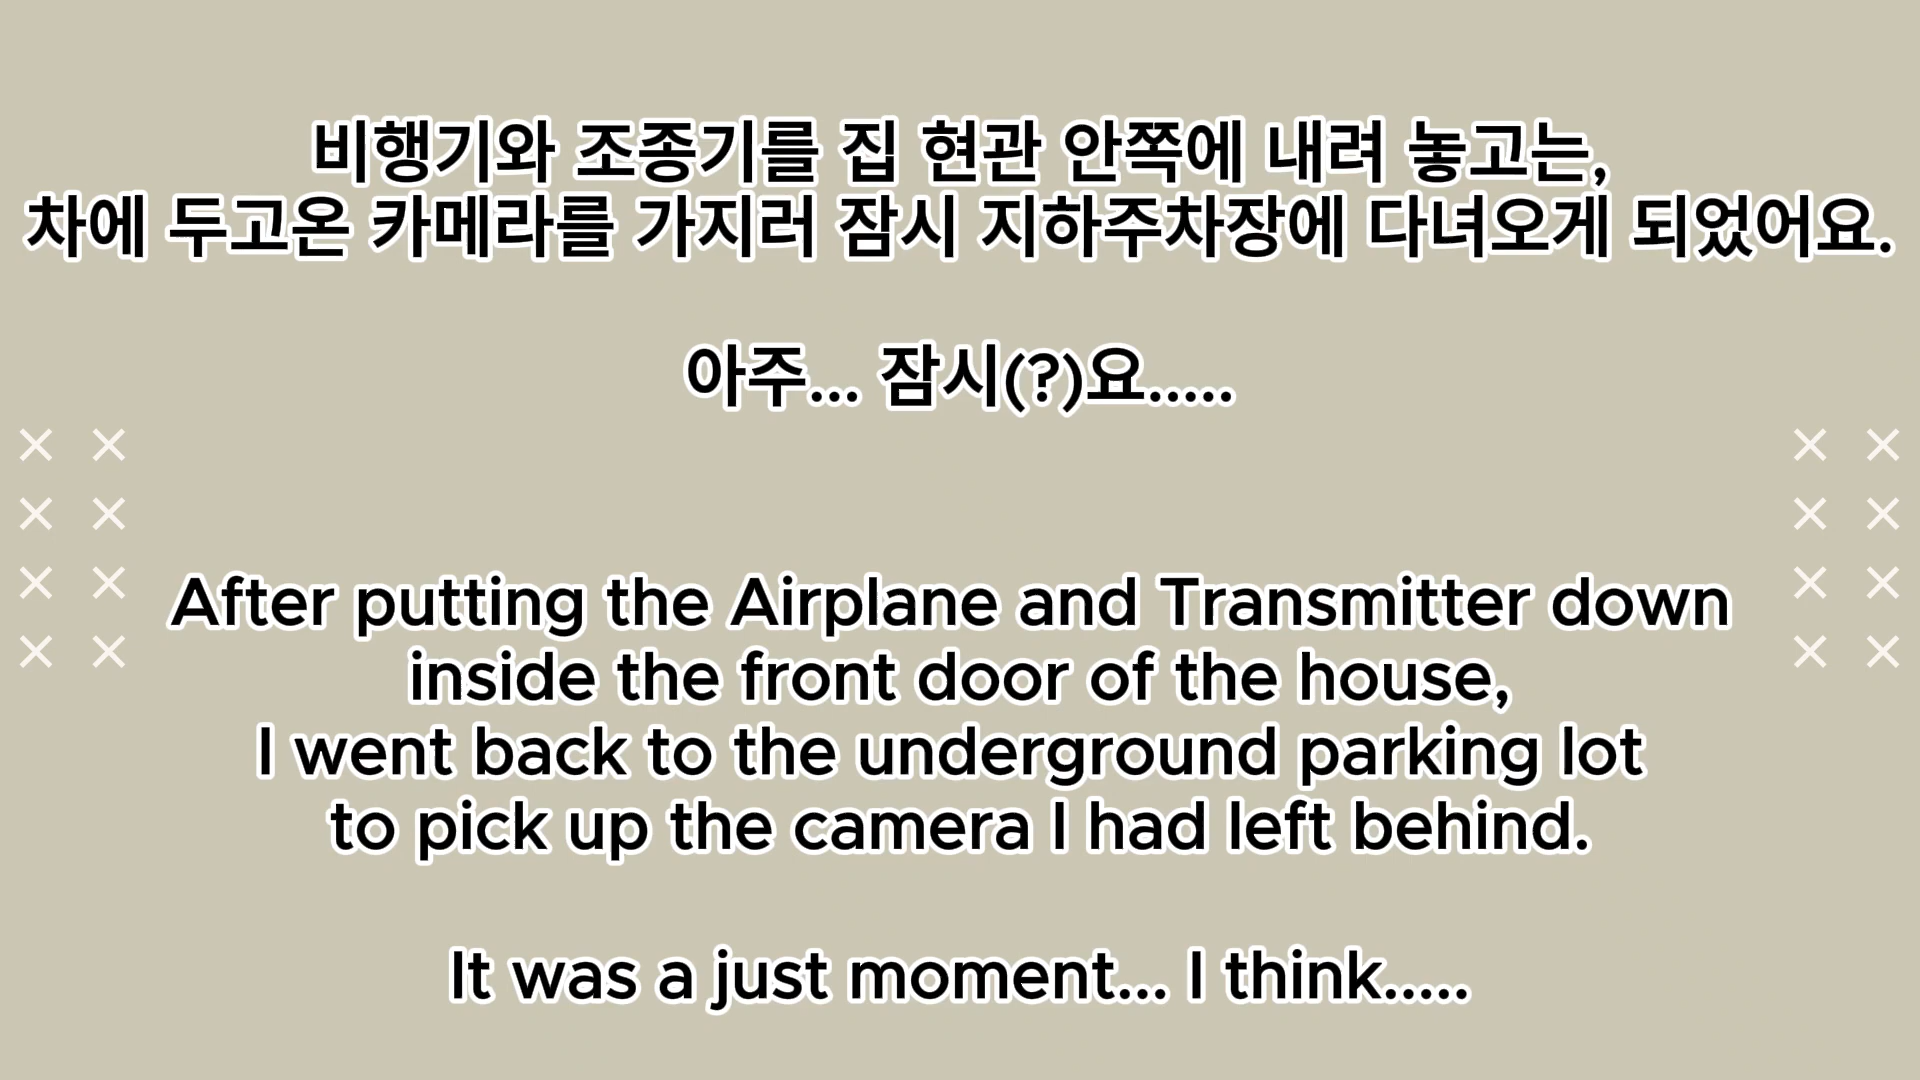 비행기와 조종기를 집 현관 안쪽에 내려 놓고는,
차에 두고온 카메라를 가지러 잠시 지하주차장에 다녀오게 되었어요.
아주... 잠시(?)요.....
After putting the Airplane and Transmitter down
inside the front door of the house,
I went back to the underground parking lot
to pick up the camera I had left behind.
It was a just moment... I think.....